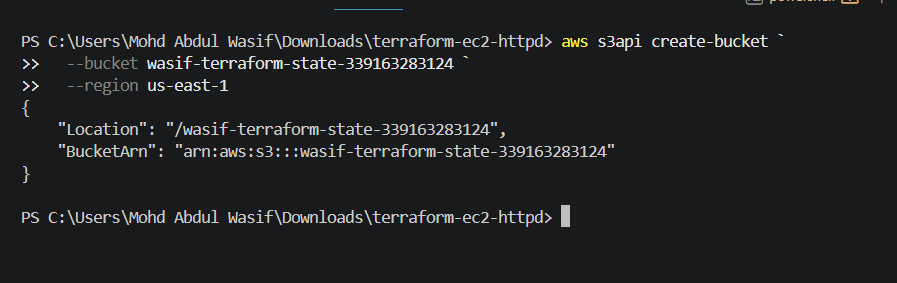 PS C:\Users\Mohd Abdul Wasif\Downloads\terraform-ec2-httpd> aws s3api create-bucket `
>>   --bucket wasif-terraform-state-339163283124 `
>>   --region us-east-1
{
    "Location": "/wasif-terraform-state-339163283124",
    "BucketArn": "arn:aws:s3:::wasif-terraform-state-339163283124"
}
PS C:\Users\Mohd Abdul Wasif\Downloads\terraform-ec2-httpd>